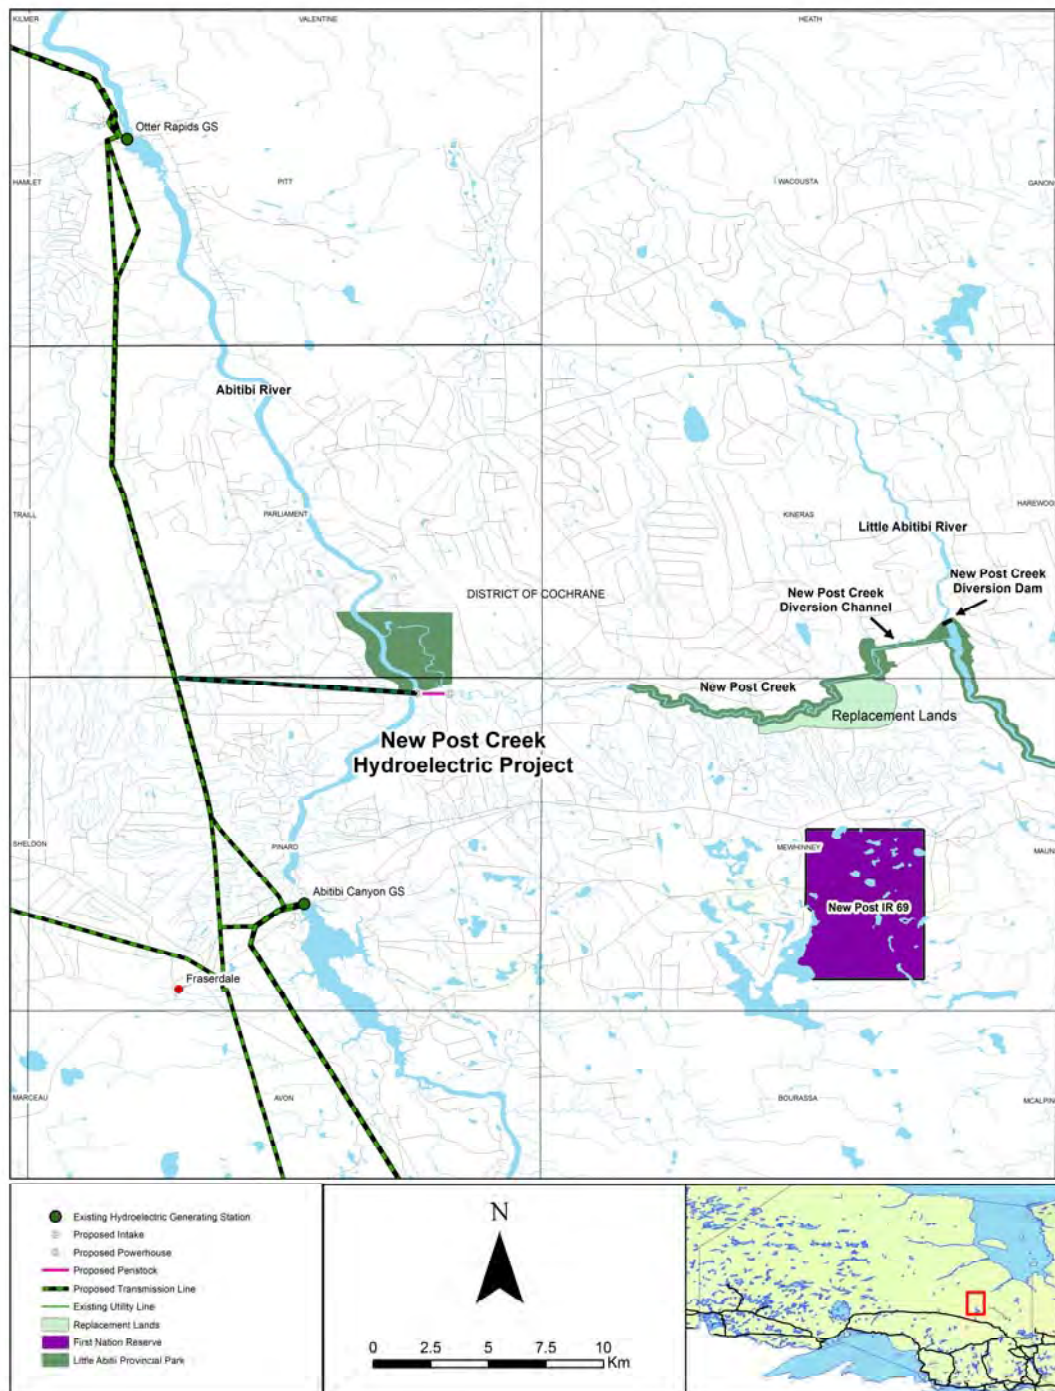 KILMER
VALENTINE
HEATH
Otter Rapids GS
HAMLET
PITT
WACOUSTA
GANON
Abitibi River
TRAILL
PARLIAMENT
KINERAS
HAREWOO
Little Abitibi River
New Post Creek
Diversion Dam
New Post Creek
Diversion Channel
DISTRICT OF COCHRANE
New Post Creek
Replacement Lands
New Post Creek
Hydroelectric Project
SHELDON
PINARD
MEWHINNEY
MAUN
Abitibi Canyon GS
New Post IR 69
Fraserdale
MARCEAU
AVON
BOURASSA
MCALPIN
Existing Hydroelectric Generating Station
Proposed Intake
Proposed Powerhouse
Proposed Penstock
Proposed Transmission Line
Existing Utility Line
Replacement Lands
First Nation Reserve
Little Abitii Provincial Park
N
0 2.5 5 7.5 10
Km